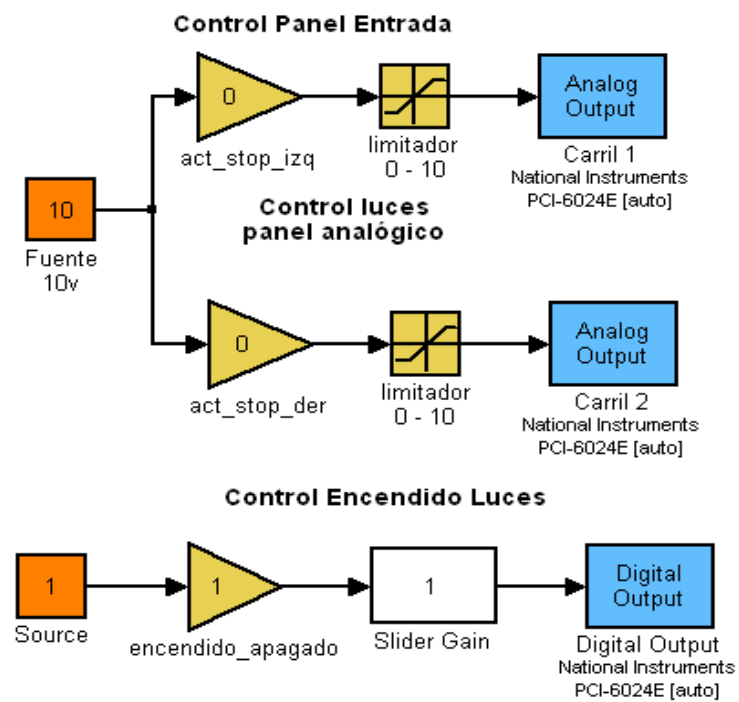 Control Panel Entrada
0
act_stop_izq
limitador
0 - 10
Analog
Output
Carril 1
National Instruments
PCI-6024E [auto]
10
Fuente
10v
Control luces
panel analógico
0
act_stop_der
limitador
0 - 10
Analog
Output
Carril 2
National Instruments
PCI-6024E [auto]
Control Encendido Luces
1
Source
1
encendido_apagado
1
Slider Gain
Digital
Output
Digital Output
National Instruments
PCI-6024E [auto]